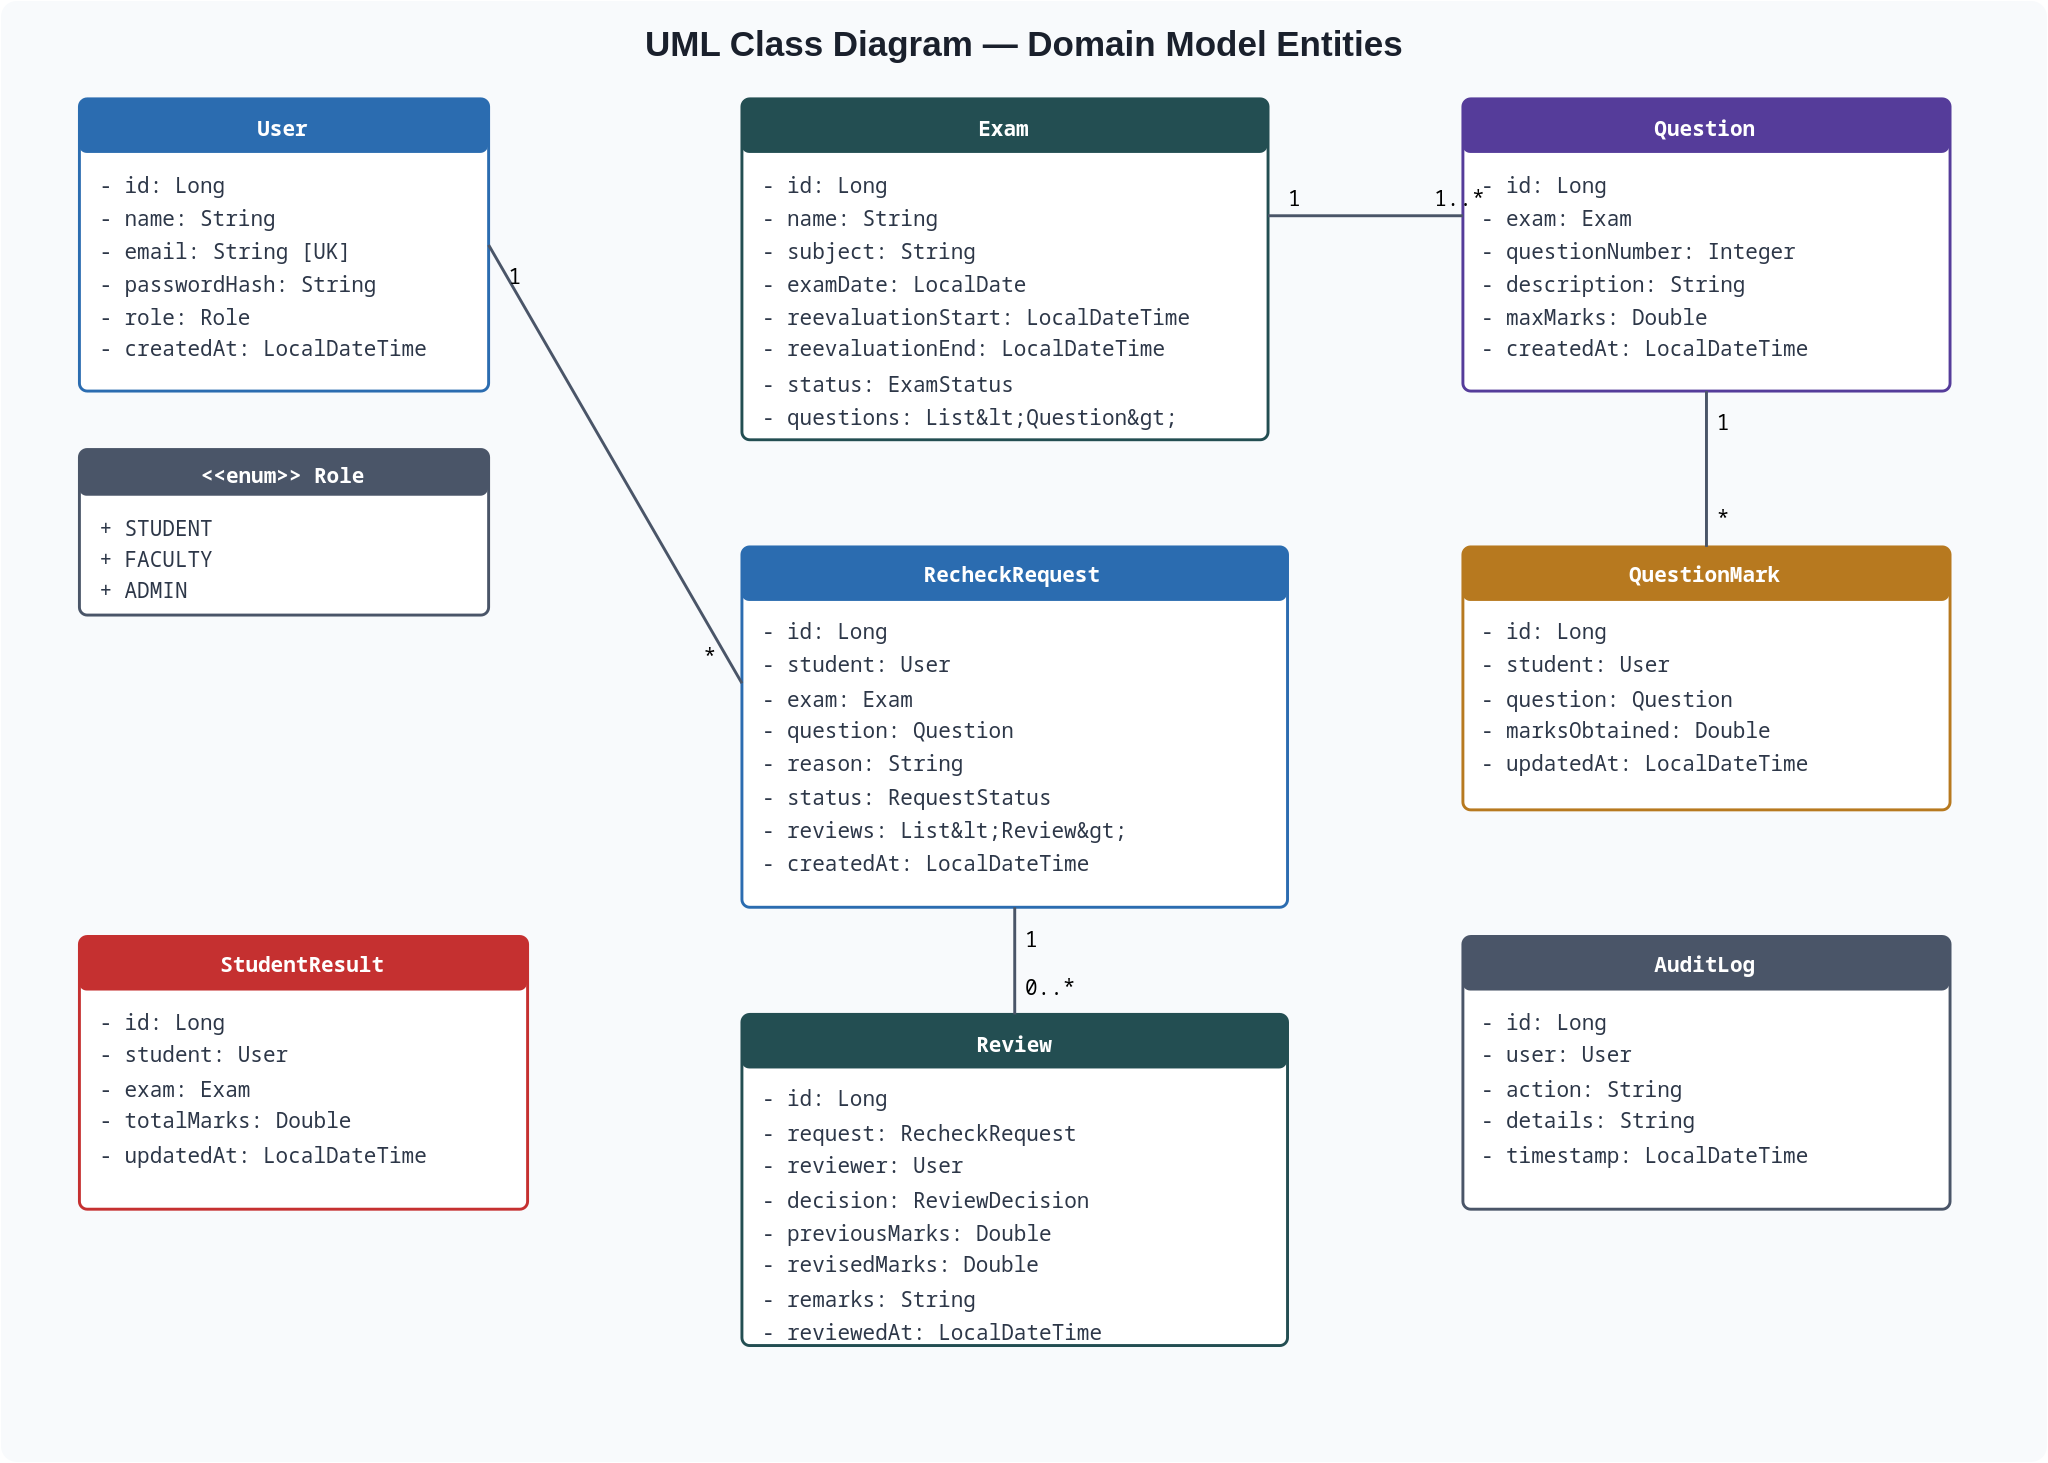 UML Class Diagram — Domain Model Entities
User
- id: Long
- name: String
- email: String [UK]
- passwordHash: String
- role: Role
- createdAt: LocalDateTime
Exam
- id: Long
- name: String
- subject: String
- examDate: LocalDate
- reevaluationStart: LocalDateTime
- reevaluationEnd: LocalDateTime
- status: ExamStatus
- questions: List&lt;Question&gt;
1
1..*
Question
- id: Long
- exam: Exam
- questionNumber: Integer
- description: String
- maxMarks: Double
- createdAt: LocalDateTime
1
*
1
*
<<enum>> Role
+ STUDENT
+ FACULTY
+ ADMIN
RecheckRequest
- id: Long
- student: User
- exam: Exam
- question: Question
- reason: String
- status: RequestStatus
- reviews: List&lt;Review&gt;
- createdAt: LocalDateTime
QuestionMark
- id: Long
- student: User
- question: Question
- marksObtained: Double
- updatedAt: LocalDateTime
1
0..*
StudentResult
- id: Long
- student: User
- exam: Exam
- totalMarks: Double
- updatedAt: LocalDateTime
Review
- id: Long
- request: RecheckRequest
- reviewer: User
- decision: ReviewDecision
- previousMarks: Double
- revisedMarks: Double
- remarks: String
- reviewedAt: LocalDateTime
AuditLog
- id: Long
- user: User
- action: String
- details: String
- timestamp: LocalDateTime